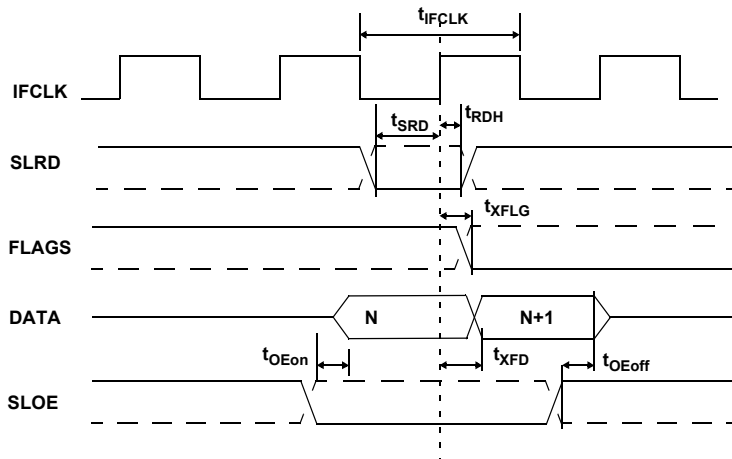 tIFCLK
IFCLK
tSRD
tRDH
SLRD
tXFLG
FLAGS
DATA
N
N+1
tOEon
tXFD
tOEoff
SLOE